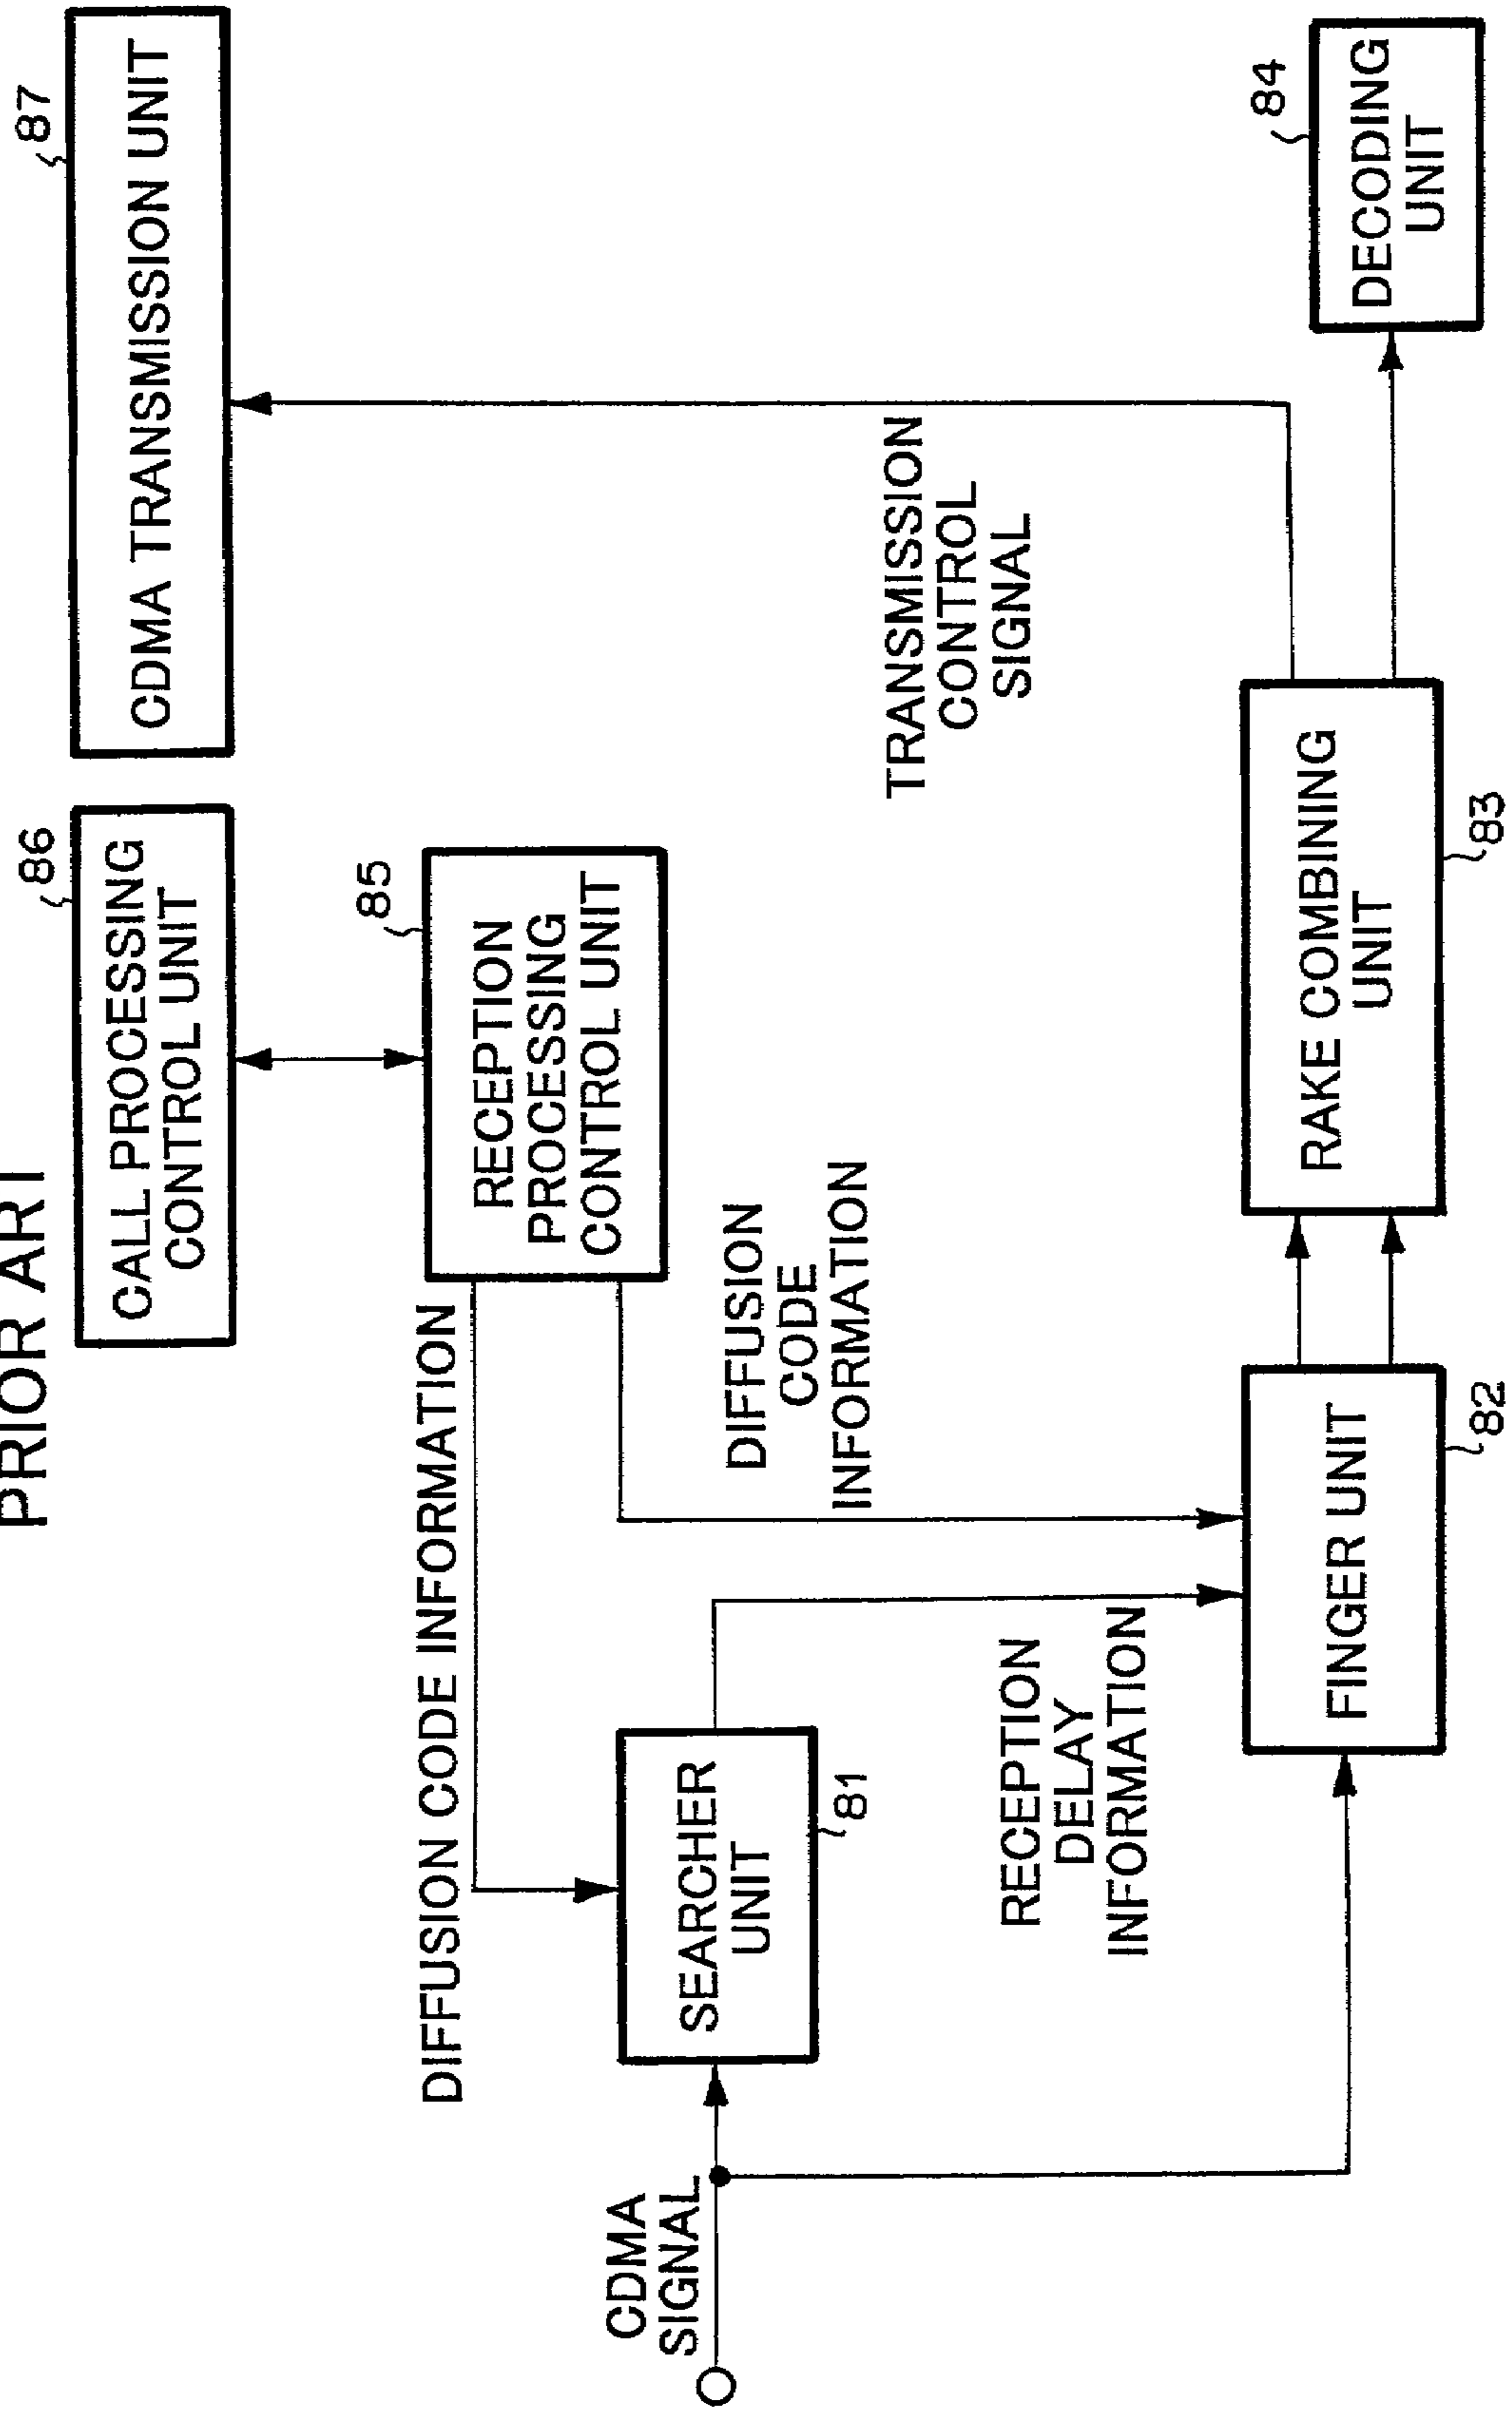 PRIOR ART
86
CALL PROCESSING
CONTROL UNIT
87
CDMA TRANSMISSION UNIT
DIFFUSION CODE INFORMATION
85
RECEPTION
PROCESSING
CONTROL UNIT
CDMA
SIGNAL
SEARCHER
UNIT
81
DIFFUSION
CODE
INFORMATION
TRANSMISSION
CONTROL
SIGNAL
RECEPTION
DELAY
INFORMATION
FINGER UNIT
82
RAKE COMBINING
UNIT
83
84
DECODING
UNIT